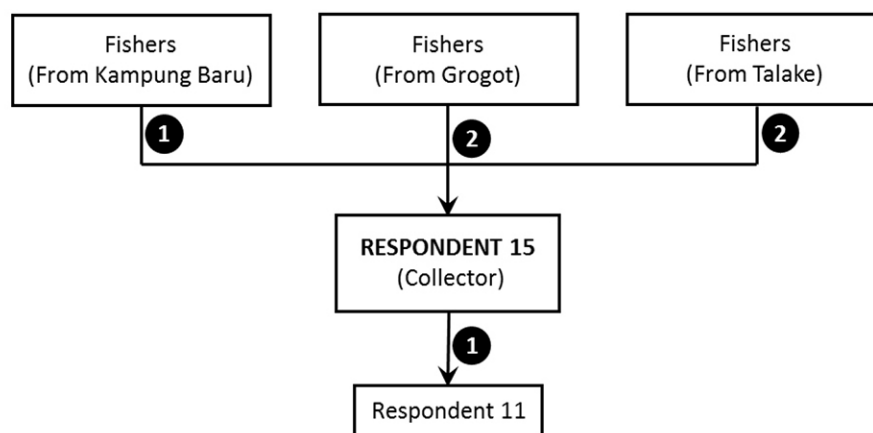 Fishers
(From Kampung Baru)
Fishers
(From Grogot)
Fishers
(From Talake)
1
2
2
RESPONDENT 15
(Collector)
1
Respondent 11